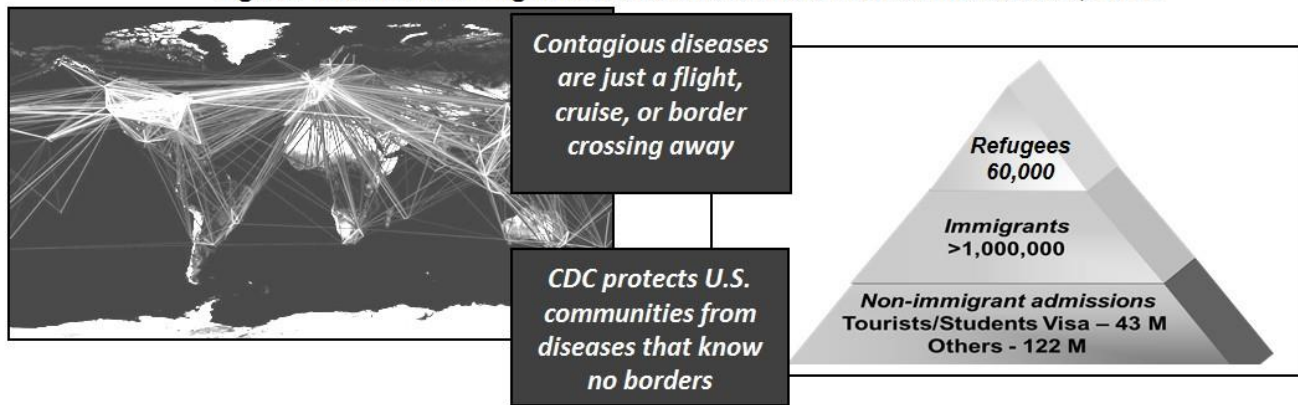 Contagious diseases
are just a flight,
cruise, or border
crossing away
CDC protects U.S.
communities from
diseases that know
no borders
Refugees
60,000
Immigrants
>1,000,000
Non-immigrant admissions
Tourists/Students Visa – 43 M
Others - 122 M